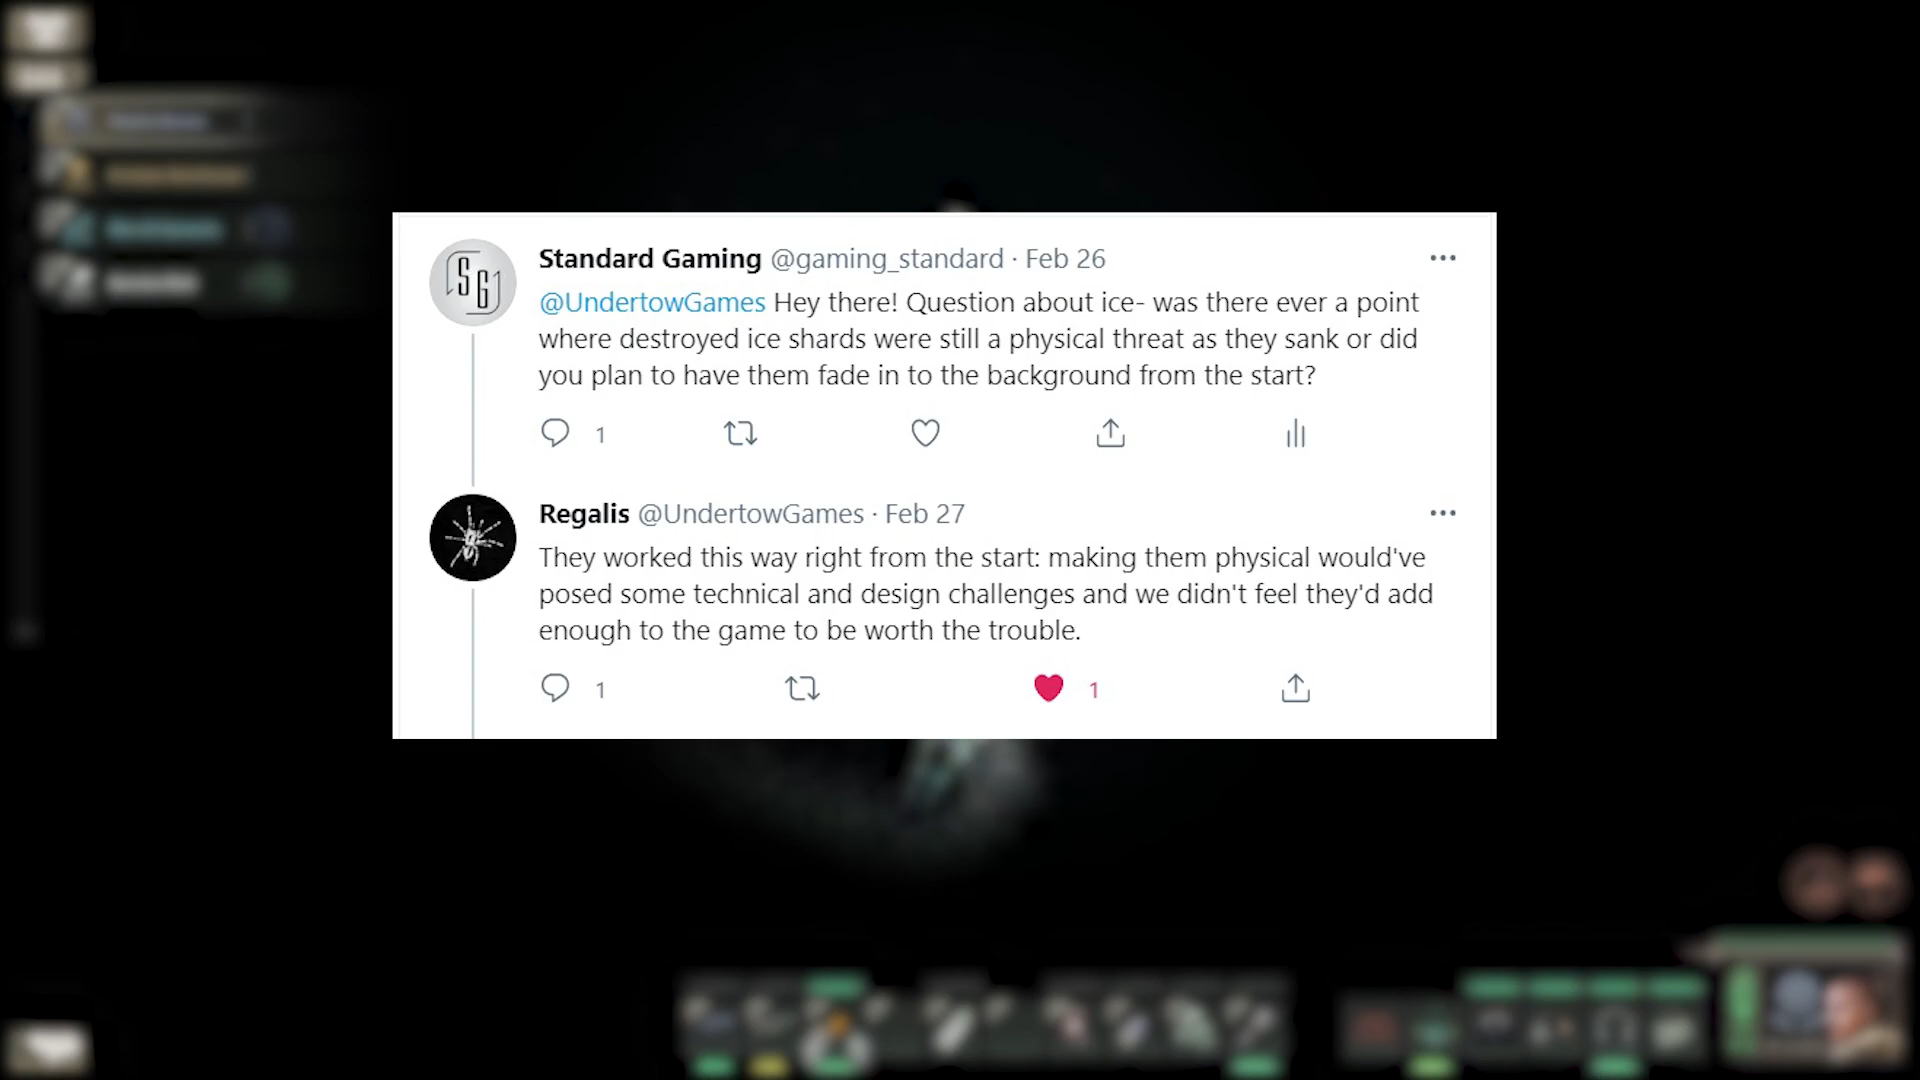 Standard Gaming @gaming_standard · Feb 26
@UndertowGames Hey there! Question about ice- was there ever a point
where destroyed ice shards were still a physical threat as they sank or did
you plan to have them fade in to the background from the start?
1
Regalis @UndertowGames · Feb 27
They worked this way right from the start: making them physical would've
posed some technical and design challenges and we didn't feel they'd add
enough to the game to be worth the trouble.
1 1
SG